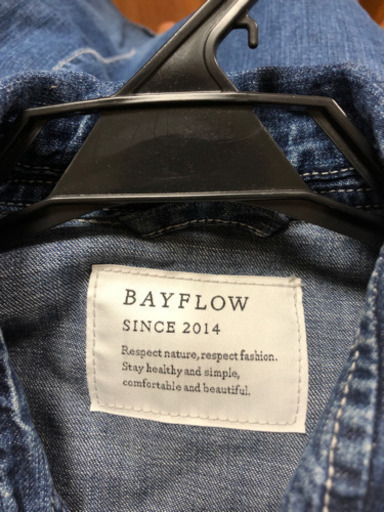 BAYFLOW
SINCE 2014
Respect nature, respect fashion.
Stay healthy and simple,
comfortable and beautiful.